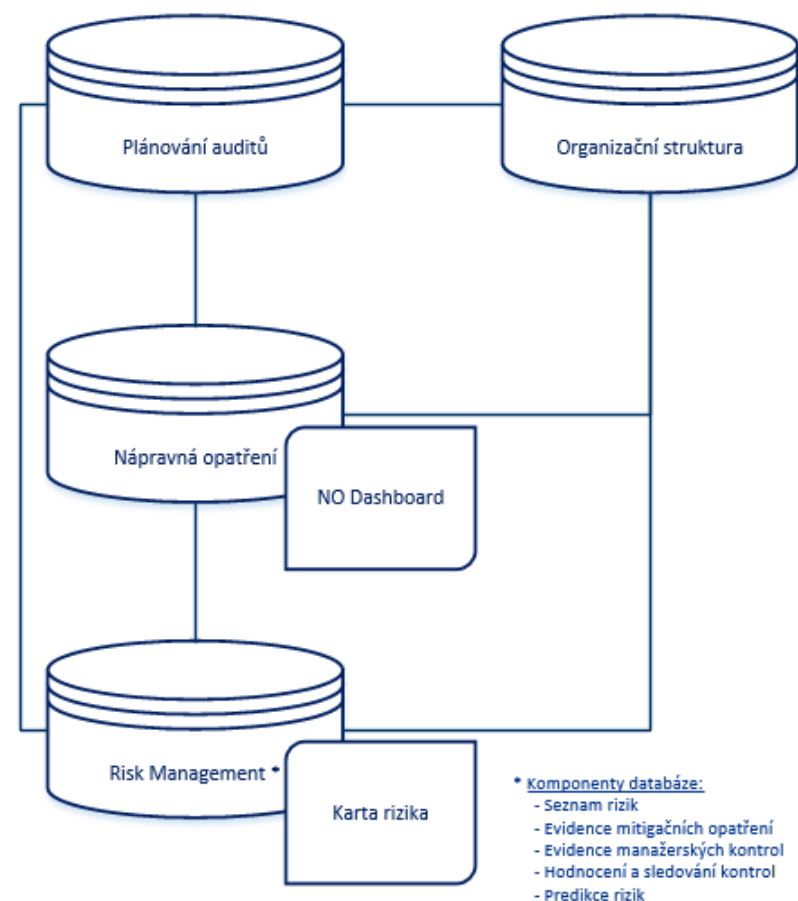 Plánování auditů
Organizační struktura
Nápravná opatření
NO Dashboard
Risk Management *
Karta rizika
* Komponenty databáze:
- Seznam rizik
- Evidence mitigačních opatření
- Evidence manažerských kontrol
- Hodnocení a sledování kontrol
- Predikce rizik